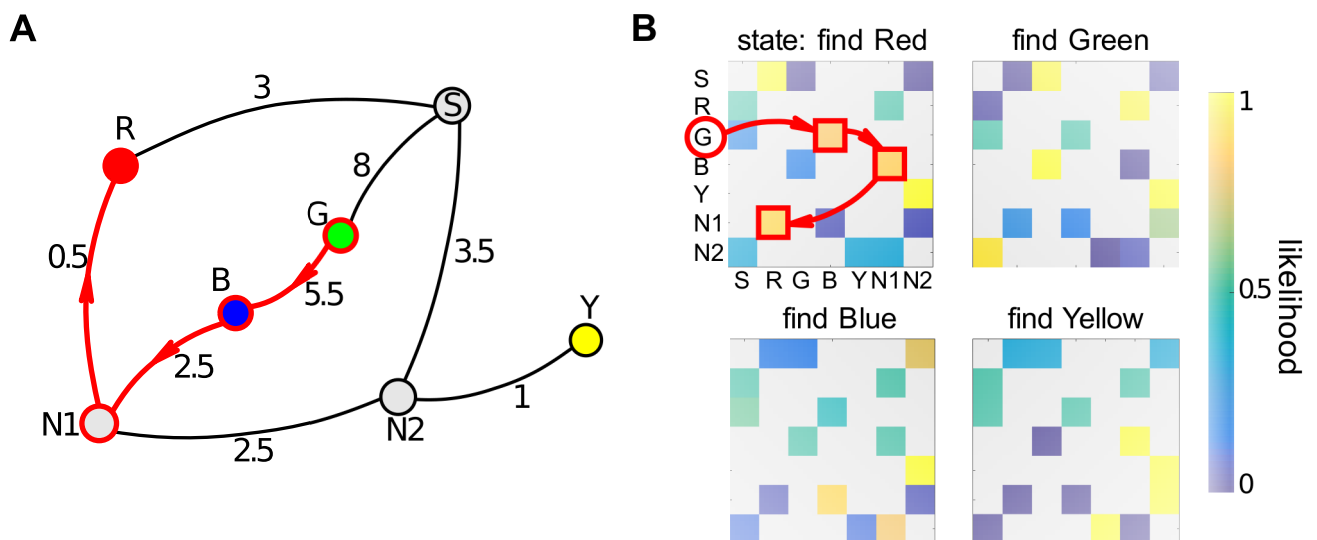 A
3
S
R
8
G
0.5
3.5
B
5.5
Y
2.5
1
N1
N2
2.5
B
state: find Red
find Green
S
R
G
B
Y
N1
N2
S R G B Y N1 N2
find Blue
find Yellow
1
0.5
0
likelihood